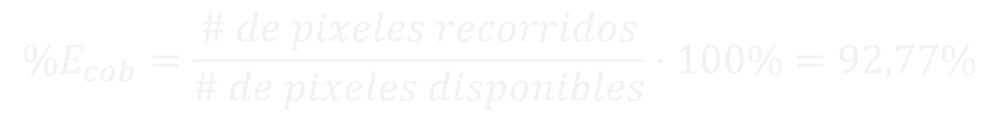 %E_cob = # de pixeles recorridos / # de pixeles disponibles · 100% = 92,77%